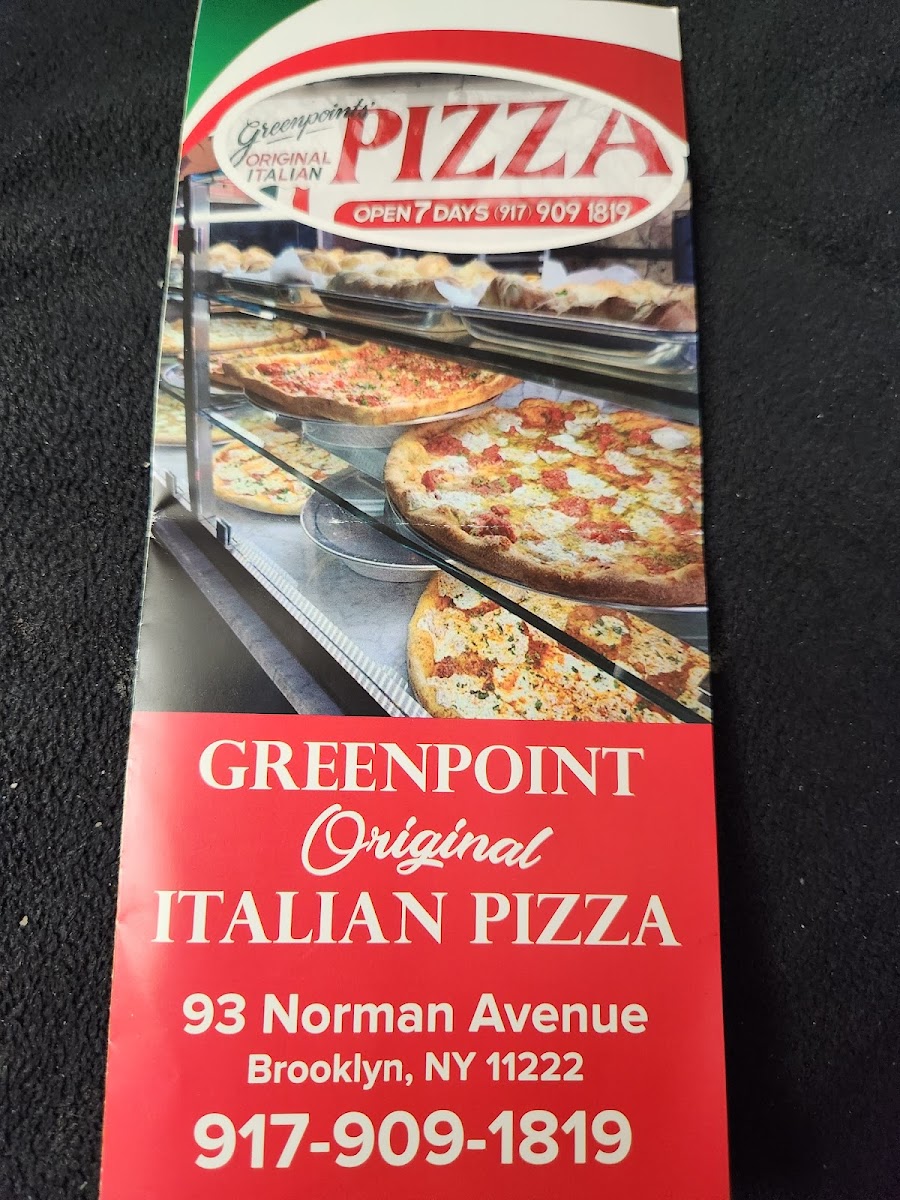 Greenpoints'
ORIGINAL
ITALIAN
PIZZA
OPEN 7 DAYS (917) 909 1819
GREENPOINT
Original
ITALIAN PIZZA
93 Norman Avenue
Brooklyn, NY 11222
917-909-1819